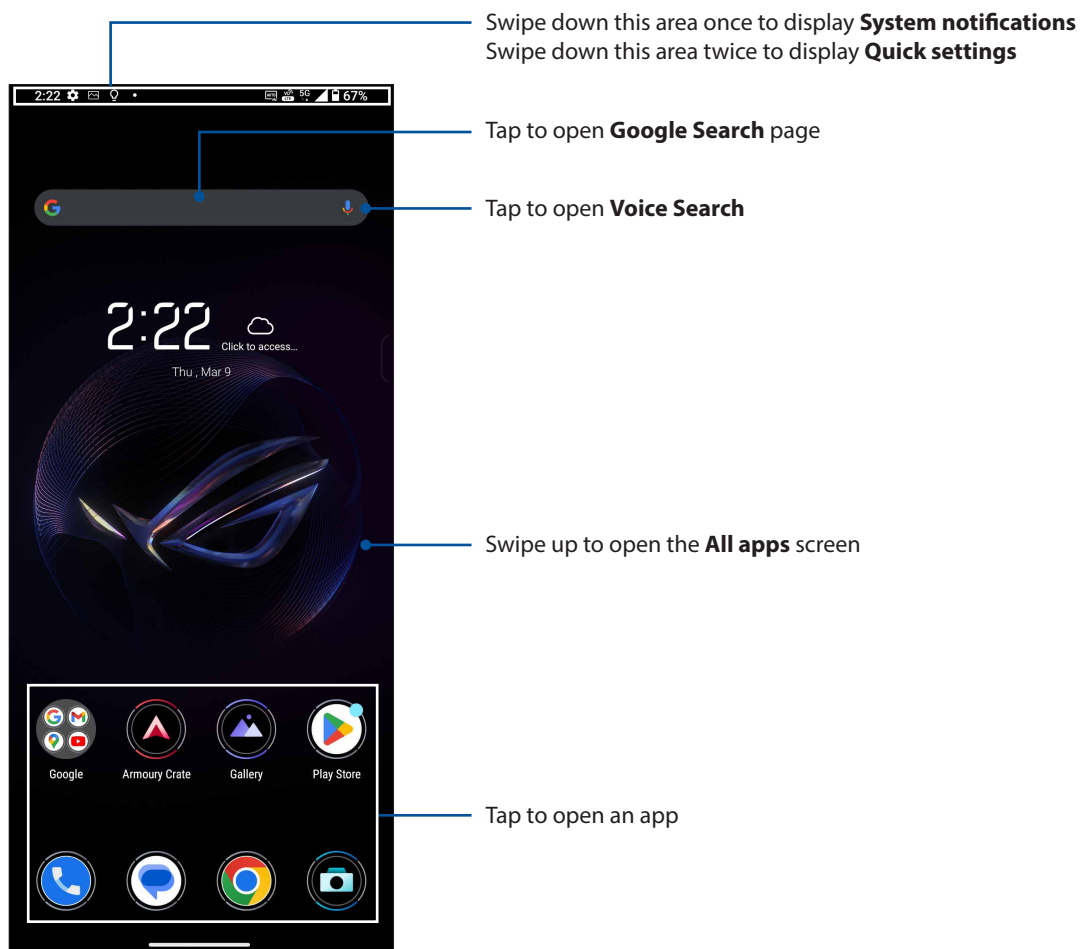 Swipe down this area once to display System notifications
Swipe down this area twice to display Quick settings
2:22 5G 67%
Tap to open Google Search page
Tap to open Voice Search
2:22
Click to access...
Thu , Mar 9
Swipe up to open the All apps screen
Google Armoury Crate Gallery Play Store
Tap to open an app